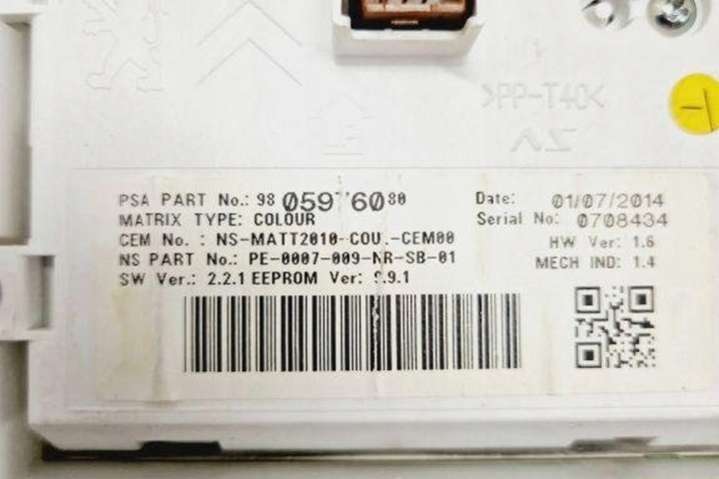 >PP-T40<
PSA PART No.: 98 059 60 80
MATRIX TYPE: COLOUR
CEM No. : NS-MATT2010-COU.-CEM00
NS PART No.: PE-0007-009-NR-SB-01
SW Ver.: 2.2.1 EEPROM Ver: 9.9.1
Date: 01/07/2014
Serial No: 0708434
HW Ver: 1.6
MECH IND: 1.4